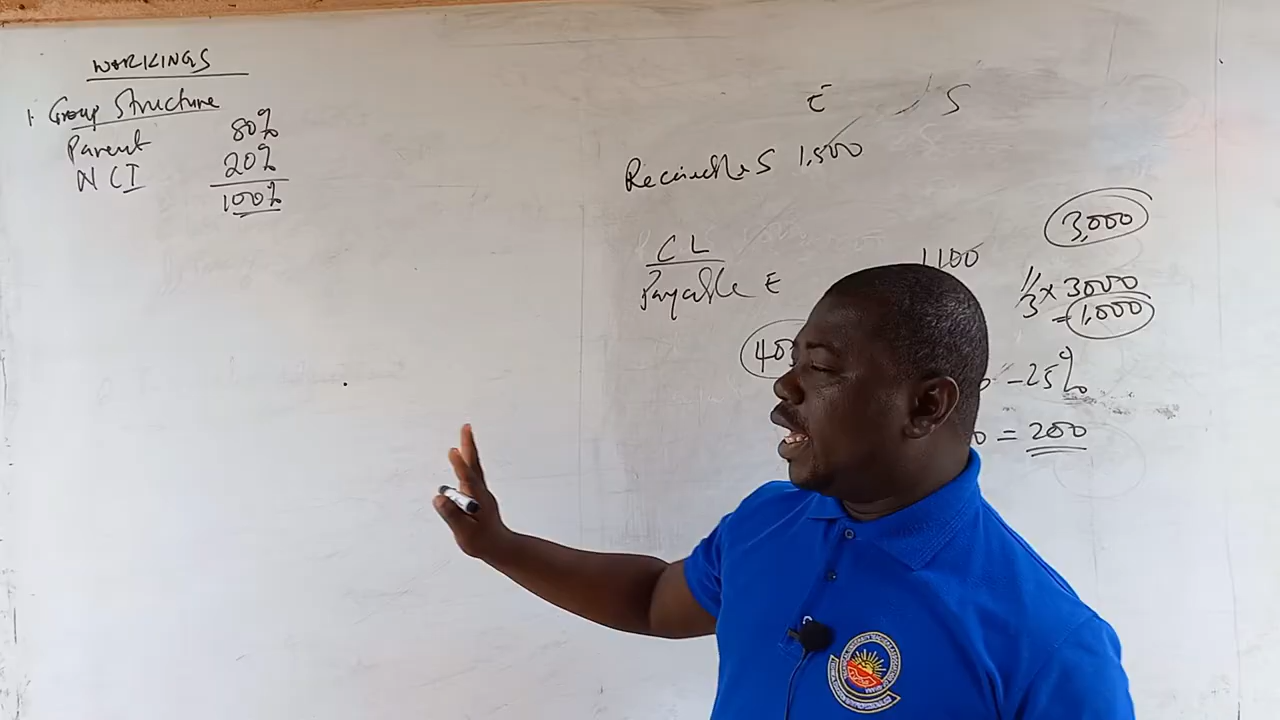 WORKINGS
1. Group Structure
Parent 80%
NCI 20%
100%
E S
Receivables 1,500
3,000
CL
1100
Payable E
1/3 x 3000
= 1,000
400
- 25%
= 200